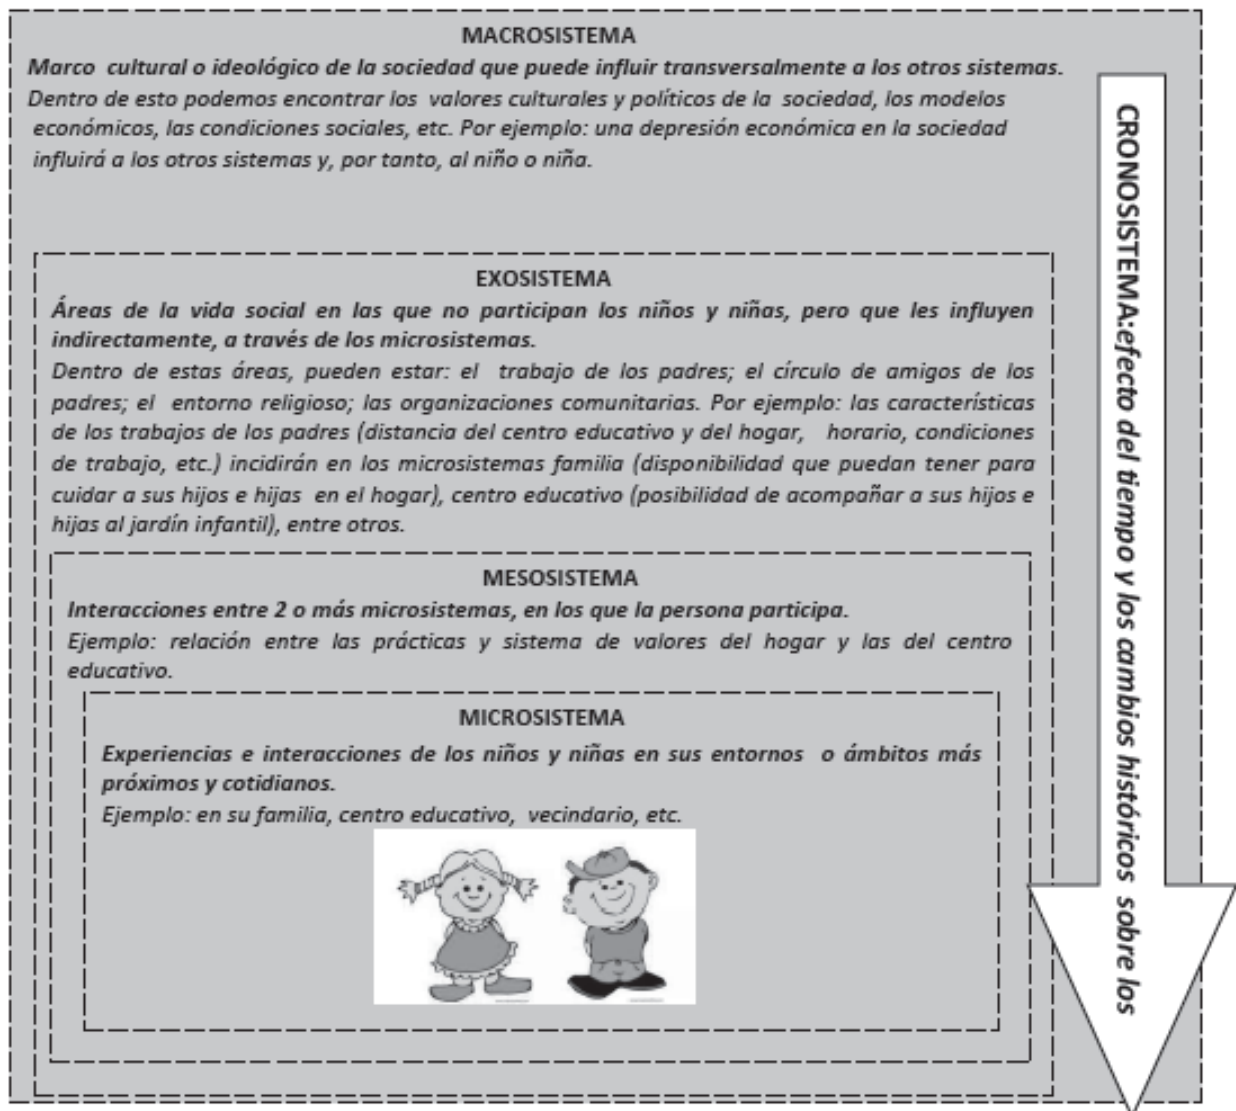 MACROSISTEMA
Marco cultural o ideológico de la sociedad que puede influir transversalmente a los otros sistemas.
Dentro de esto podemos encontrar los valores culturales y políticos de la sociedad, los modelos
económicos, las condiciones sociales, etc. Por ejemplo: una depresión económica en la sociedad
influirá a los otros sistemas y, por tanto, al niño o niña.
EXOSISTEMA
Áreas de la vida social en las que no participan los niños y niñas, pero que les influyen
indirectamente, a través de los microsistemas.
Dentro de estas áreas, pueden estar: el trabajo de los padres; el círculo de amigos de los
padres; el entorno religioso; las organizaciones comunitarias. Por ejemplo: las características
de los trabajos de los padres (distancia del centro educativo y del hogar, horario, condiciones
de trabajo, etc.) incidirán en los microsistemas familia (disponibilidad que puedan tener para
cuidar a sus hijos e hijas en el hogar), centro educativo (posibilidad de acompañar a sus hijos e
hijas al jardín infantil), entre otros.
MESOSISTEMA
Interacciones entre 2 o más microsistemas, en los que la persona participa.
Ejemplo: relación entre las prácticas y sistema de valores del hogar y las del centro
educativo.
MICROSISTEMA
Experiencias e interacciones de los niños y niñas en sus entornos o ámbitos más
próximos y cotidianos.
Ejemplo: en su familia, centro educativo, vecindario, etc.
CRONOSISTEMA:efecto del tiempo y los cambios históricos sobre los